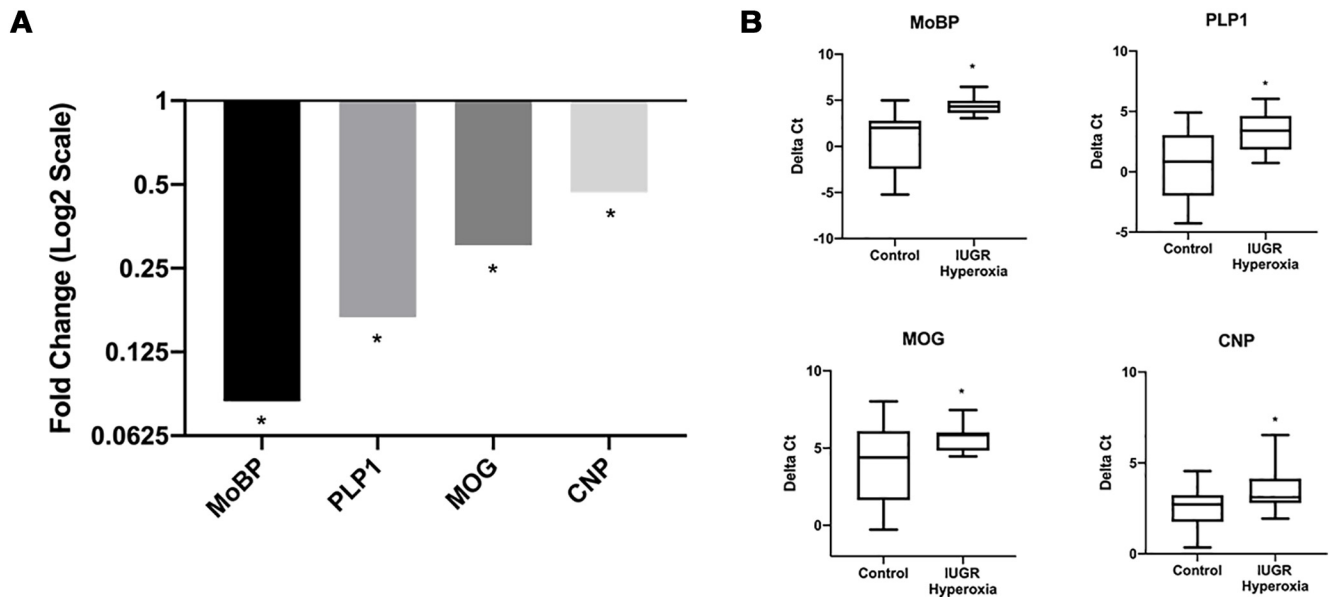 A
Fold Change (Log2 Scale)
1
0.5
0.25
0.125
0.0625
*
*
*
*
MoBP
PLP1
MOG
CNP
B
MoBP
Delta Ct
10
5
0
-5
-10
*
Control
IUGR
Hyperoxia
PLP1
Delta Ct
10
5
0
-5
*
Control
IUGR
Hyperoxia
MOG
Delta Ct
10
5
0
*
Control
IUGR
Hyperoxia
CNP
Delta Ct
10
5
0
*
Control
IUGR
Hyperoxia